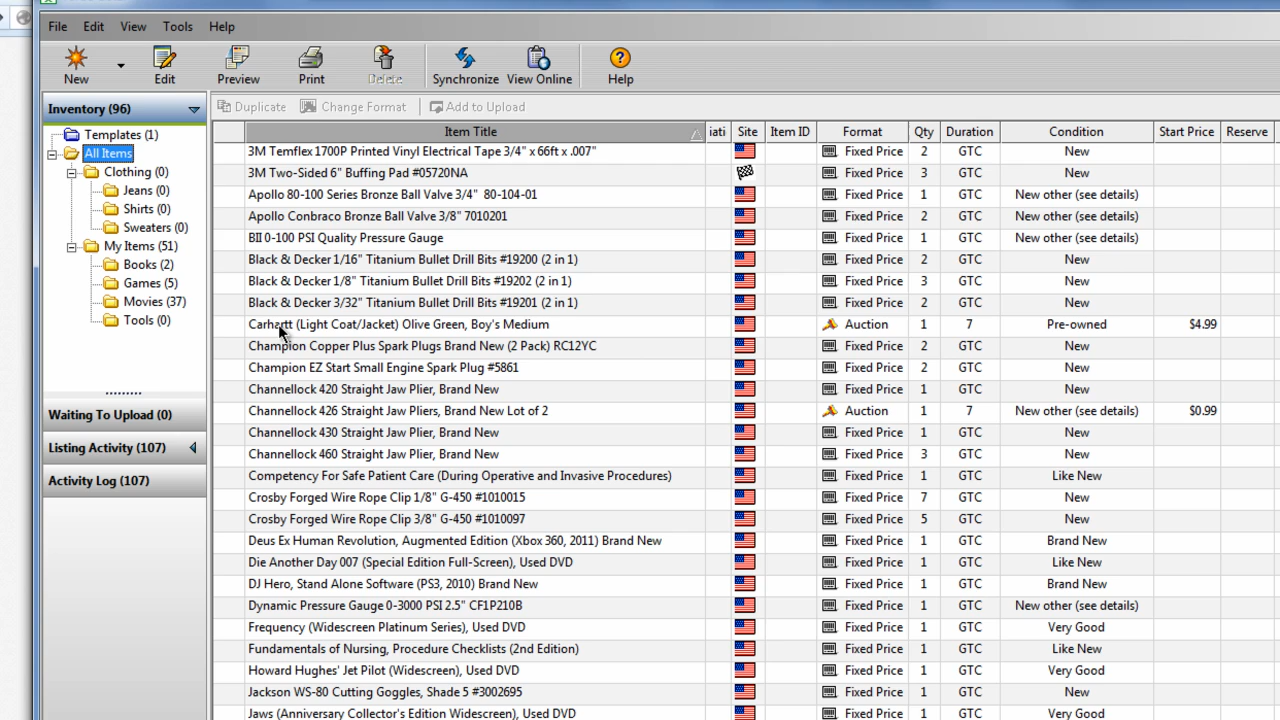 File Edit View Tools Help
New Edit Preview Print Delete Synchronize View Online Help
Inventory (96)
Duplicate Change Format Add to Upload
Templates (1)
All Items
Clothing (0)
Jeans (0)
Shirts (0)
Sweaters (0)
My Items (51)
Books (2)
Games (5)
Movies (37)
Tools (0)
Waiting To Upload (0)
Listing Activity (107)
Activity Log (107)
Item Title iati Site Item ID Format Qty Duration Condition Start Price Reserve
3M Temflex 1700P Printed Vinyl Electrical Tape 3/4" x 66ft x .007" Fixed Price 2 GTC New
3M Two-Sided 6" Buffing Pad #05720NA Fixed Price 3 GTC New
Apollo 80-100 Series Bronze Ball Valve 3/4" 80-104-01 Fixed Price 1 GTC New other (see details)
Apollo Conbraco Bronze Ball Valve 3/8" 7010201 Fixed Price 2 GTC New other (see details)
BII 0-100 PSI Quality Pressure Gauge Fixed Price 1 GTC New other (see details)
Black & Decker 1/16" Titanium Bullet Drill Bits #19200 (2 in 1) Fixed Price 2 GTC New
Black & Decker 1/8" Titanium Bullet Drill Bits #19202 (2 in 1) Fixed Price 3 GTC New
Black & Decker 3/32" Titanium Bullet Drill Bits #19201 (2 in 1) Fixed Price 2 GTC New
Carhartt (Light Coat/Jacket) Olive Green, Boy's Medium Auction 1 7 Pre-owned $4.99
Champion Copper Plus Spark Plugs Brand New (2 Pack) RC12YC Fixed Price 2 GTC New
Champion EZ Start Small Engine Spark Plug #5861 Fixed Price 2 GTC New
Channellock 420 Straight Jaw Plier, Brand New Fixed Price 1 GTC New
Channellock 426 Straight Jaw Pliers, Brand New Lot of 2 Auction 1 7 New other (see details) $0.99
Channellock 430 Straight Jaw Plier, Brand New Fixed Price 1 GTC New
Channellock 460 Straight Jaw Plier, Brand New Fixed Price 3 GTC New
Competency For Safe Patient Care (During Operative and Invasive Procedures) Fixed Price 1 GTC Like New
Crosby Forged Wire Rope Clip 1/8" G-450 #1010015 Fixed Price 7 GTC New
Crosby Forged Wire Rope Clip 3/8" G-450 #1010097 Fixed Price 5 GTC New
Deus Ex Human Revolution, Augmented Edition (Xbox 360, 2011) Brand New Fixed Price 1 GTC Brand New
Die Another Day 007 (Special Edition Full-Screen), Used DVD Fixed Price 1 GTC Like New
DJ Hero, Stand Alone Software (PS3, 2010) Brand New Fixed Price 1 GTC Brand New
Dynamic Pressure Gauge 0-3000 PSI 2.5" CF1P210B Fixed Price 1 GTC New other (see details)
Frequency (Widescreen Platinum Series), Used DVD Fixed Price 1 GTC Very Good
Fundamentals of Nursing, Procedure Checklists (2nd Edition) Fixed Price 1 GTC Like New
Howard Hughes' Jet Pilot (Widescreen), Used DVD Fixed Price 1 GTC Very Good
Jackson WS-80 Cutting Goggles, Shade 5 #3002695 Fixed Price 1 GTC New
Jaws (Anniversary Collector's Edition Widescreen), Used DVD Fixed Price 1 GTC Very Good